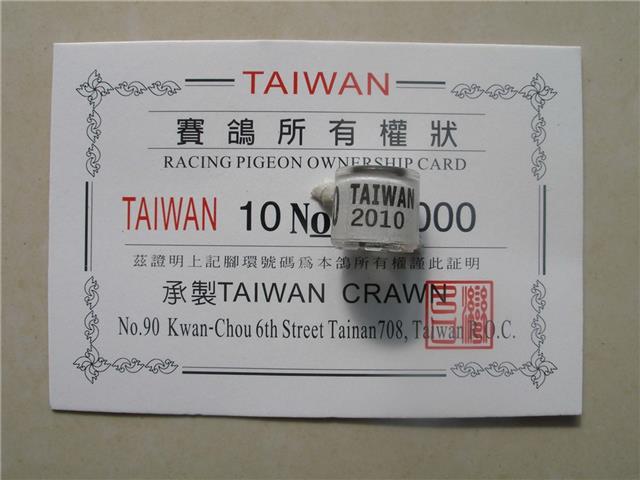 TAIWAN
賽鴿所有權狀
RACING PIGEON OWNERSHIP CARD
TAIWAN 10 No 000
TAIWAN
2010
茲證明上記腳環號碼為本鴿所有權謹此証明
承製TAIWAN CRAWN
No.90 Kwan-Chou 6th Street Tainan708, Taiwan R.O.C.